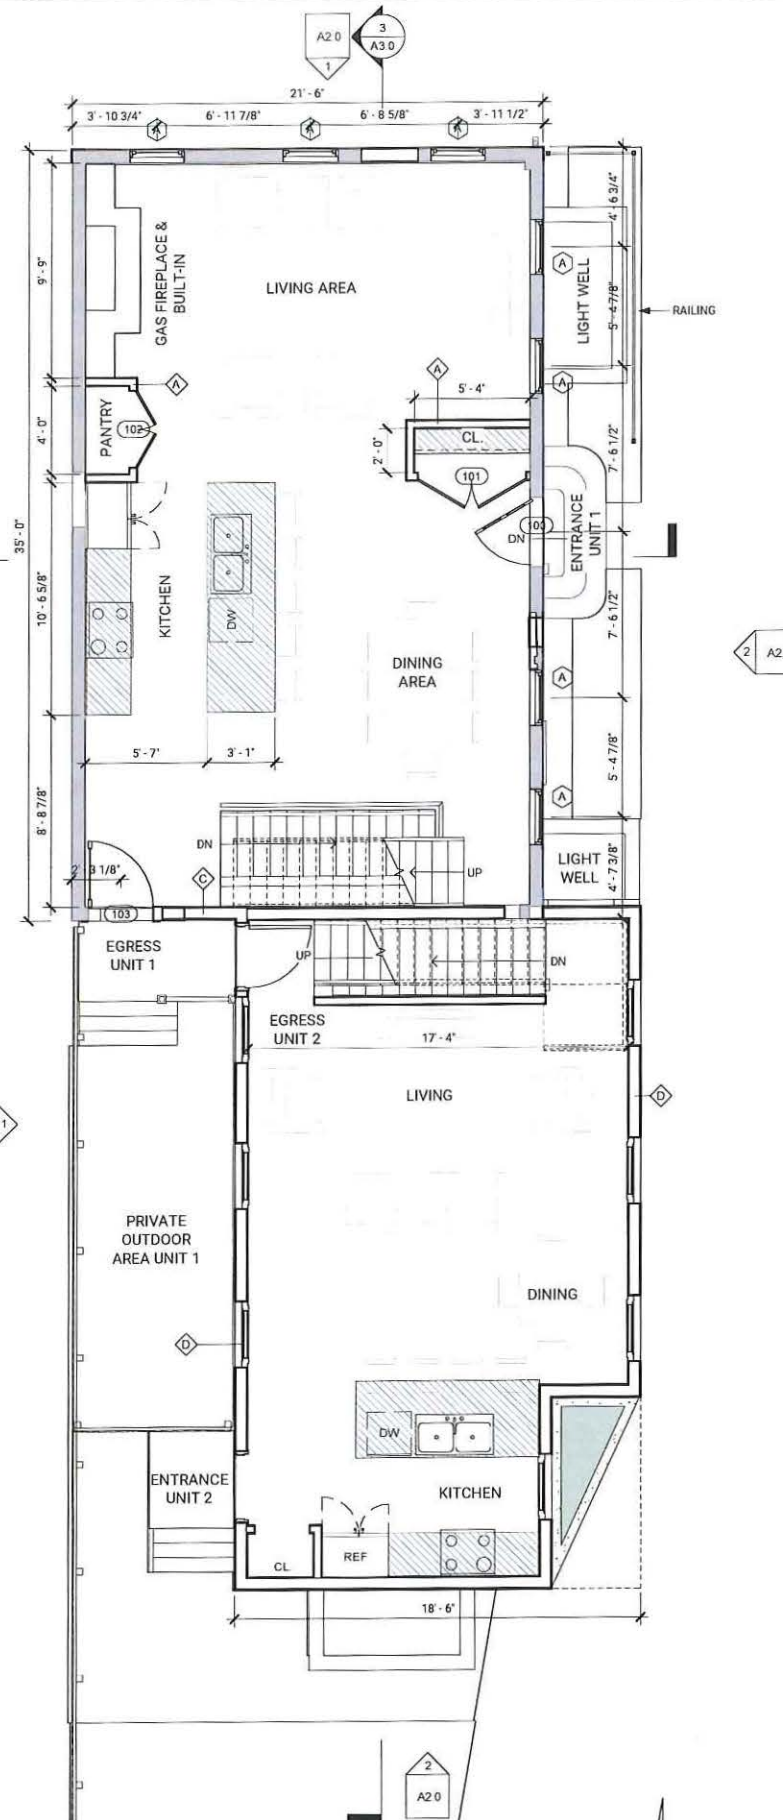 3
A2.0
A3.0
1
21' - 6"
3' - 10 3/4"
6' - 11 7/8"
6' - 8 5/8"
3' - 11 1/2"
A
A
A
4' - 6 3/4"
9' - 9"
GAS FIREPLACE &
BUILT-IN
LIVING AREA
A
LIGHT WELL
5' - 4 7/8"
RAILING
A
A
A
5' - 4"
4' - 0"
PANTRY
102
2' - 0"
CL.
101
7' - 6 1/2"
35' - 0"
100
DN
ENTRANCE
UNIT 1
10' - 6 5/8"
KITCHEN
DW
7' - 6 1/2"
DINING
AREA
A
2
A2
5' - 7"
3' - 1"
5' - 4 7/8"
A
8' - 8 7/8"
DN
UP
2' 3 1/8"
C
LIGHT
WELL
4' - 7 3/8"
103
EGRESS
UNIT 1
UP
DN
EGRESS
UNIT 2
17' - 4"
LIVING
D
1
PRIVATE
OUTDOOR
AREA UNIT 1
DINING
D
DW
ENTRANCE
UNIT 2
KITCHEN
CL
REF
18' - 6"
2
A2.0